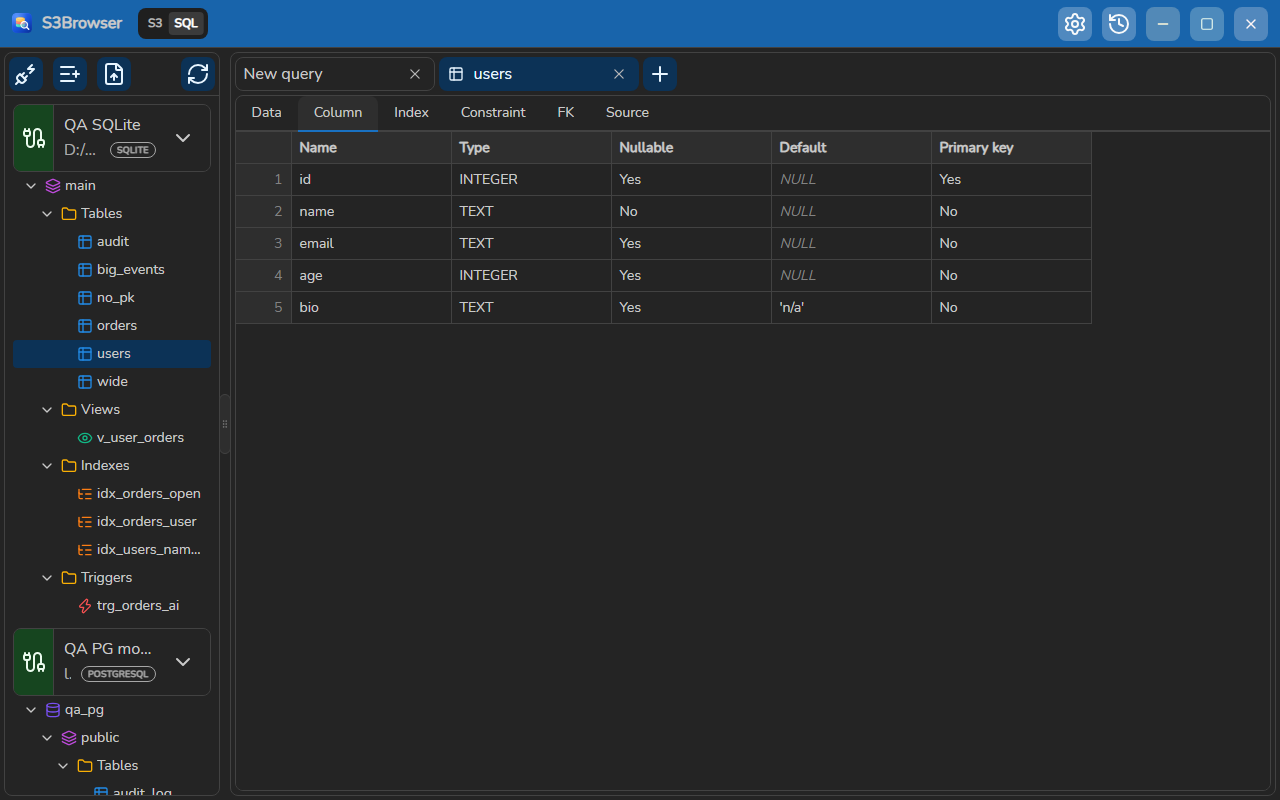 S3Browser S3 SQL
New query users
QA SQLite
D:/... SQLITE
main
Tables
audit
big_events
no_pk
orders
users
wide
Views
v_user_orders
Indexes
idx_orders_open
idx_orders_user
idx_users_nam...
Triggers
trg_orders_ai
QA PG mo...
l. POSTGRESQL
qa_pg
public
Tables
audit_log
Data Column Index Constraint FK Source
Name Type Nullable Default Primary key
1 id INTEGER Yes NULL Yes
2 name TEXT No NULL No
3 email TEXT Yes NULL No
4 age INTEGER Yes NULL No
5 bio TEXT Yes 'n/a' No